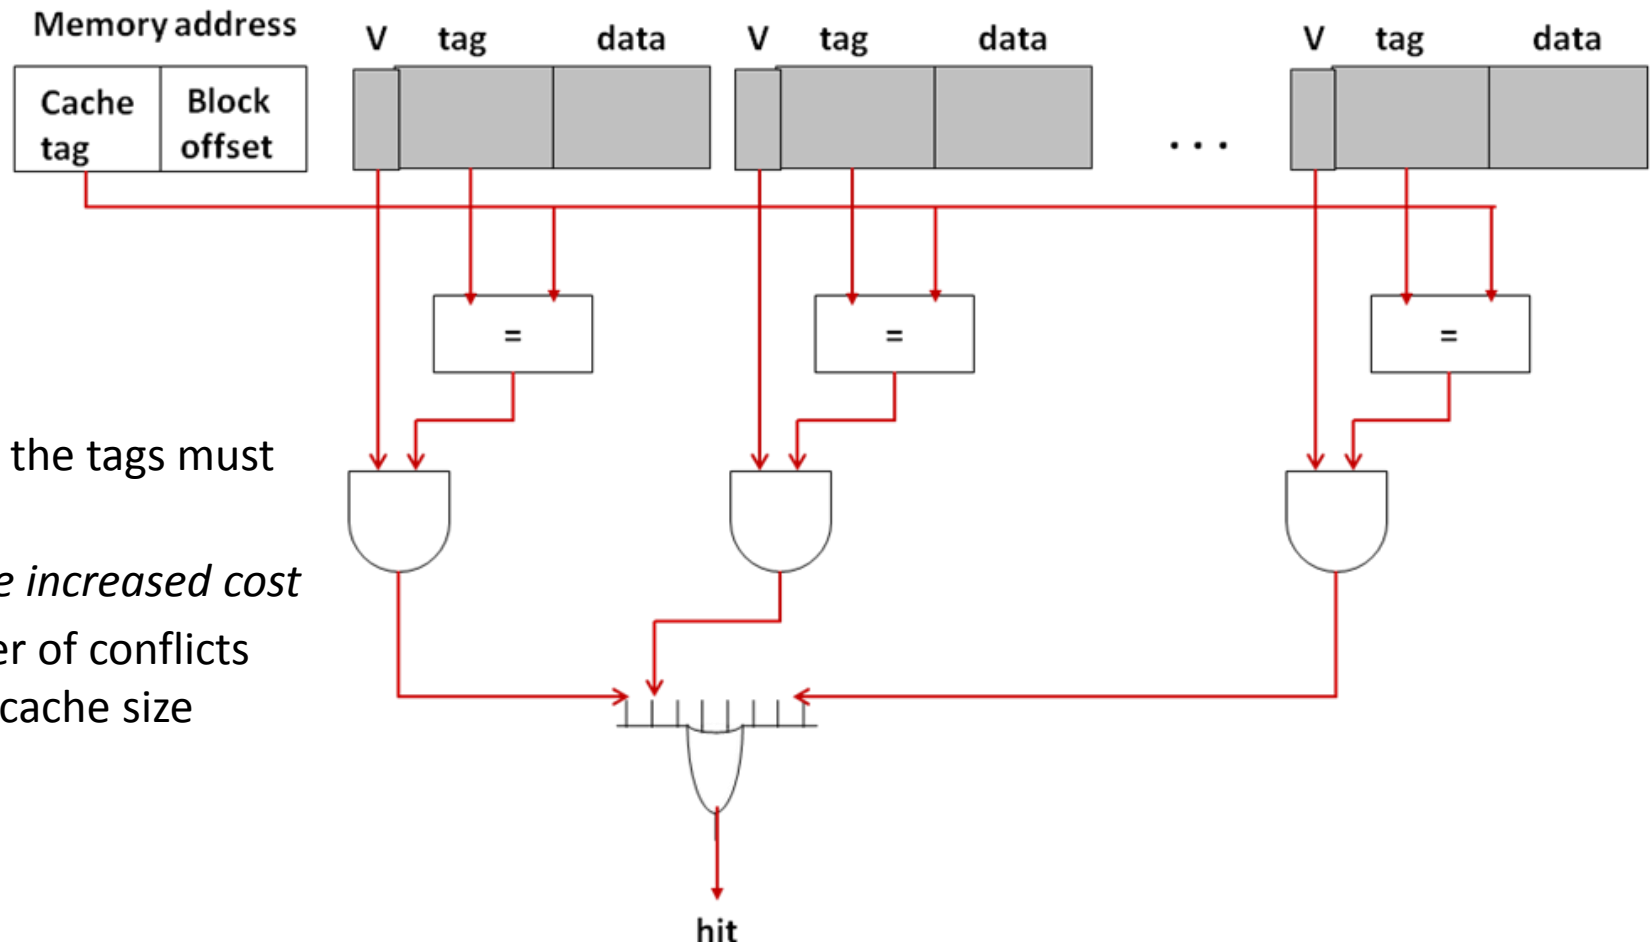 Memory address
V tag data V tag data V tag data
Cache tag
Block offset
...
= = =
the tags must
increased cost
of conflicts
cache size
hit